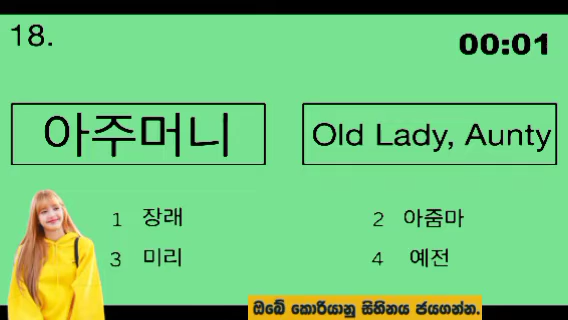 18.
00:01
아주머니
Old Lady, Aunty
1 장래
2 아줌마
3 미리
4 예전
ඔබේ කොරියානු සිහිනය ජයගන්න.